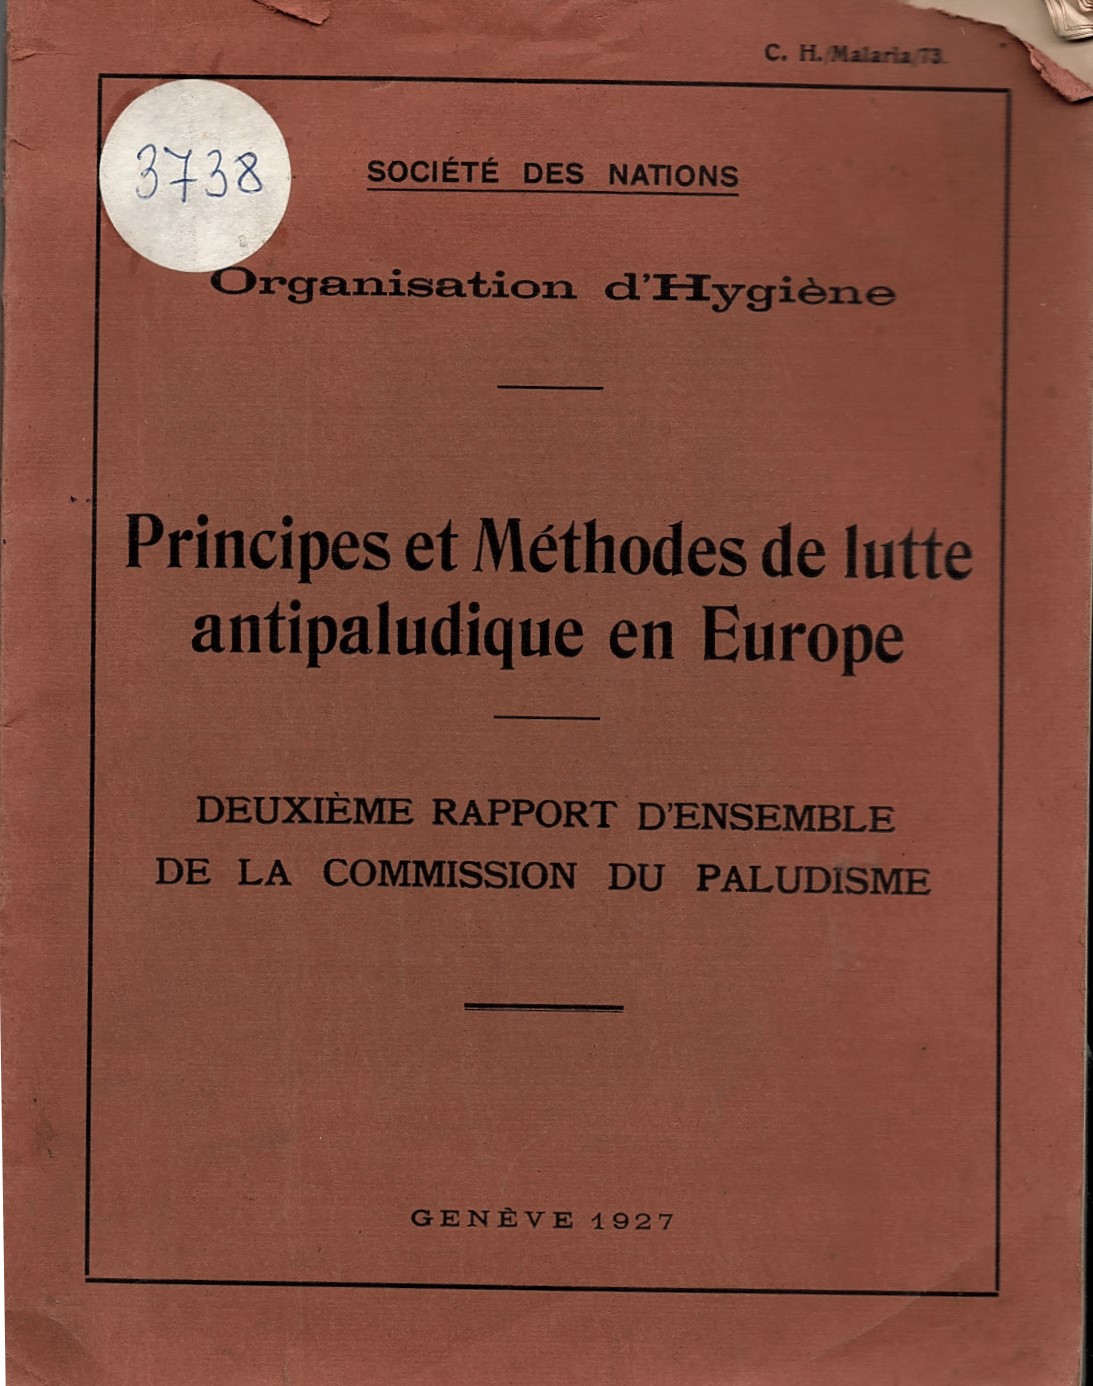 C. H./Malaria/73.
3738
SOCIÉTÉ DES NATIONS
Organisation d'Hygiène
Principes et Méthodes de lutte
antipaludique en Europe
DEUXIÈME RAPPORT D'ENSEMBLE
DE LA COMMISSION DU PALUDISME
GENÈVE 1927